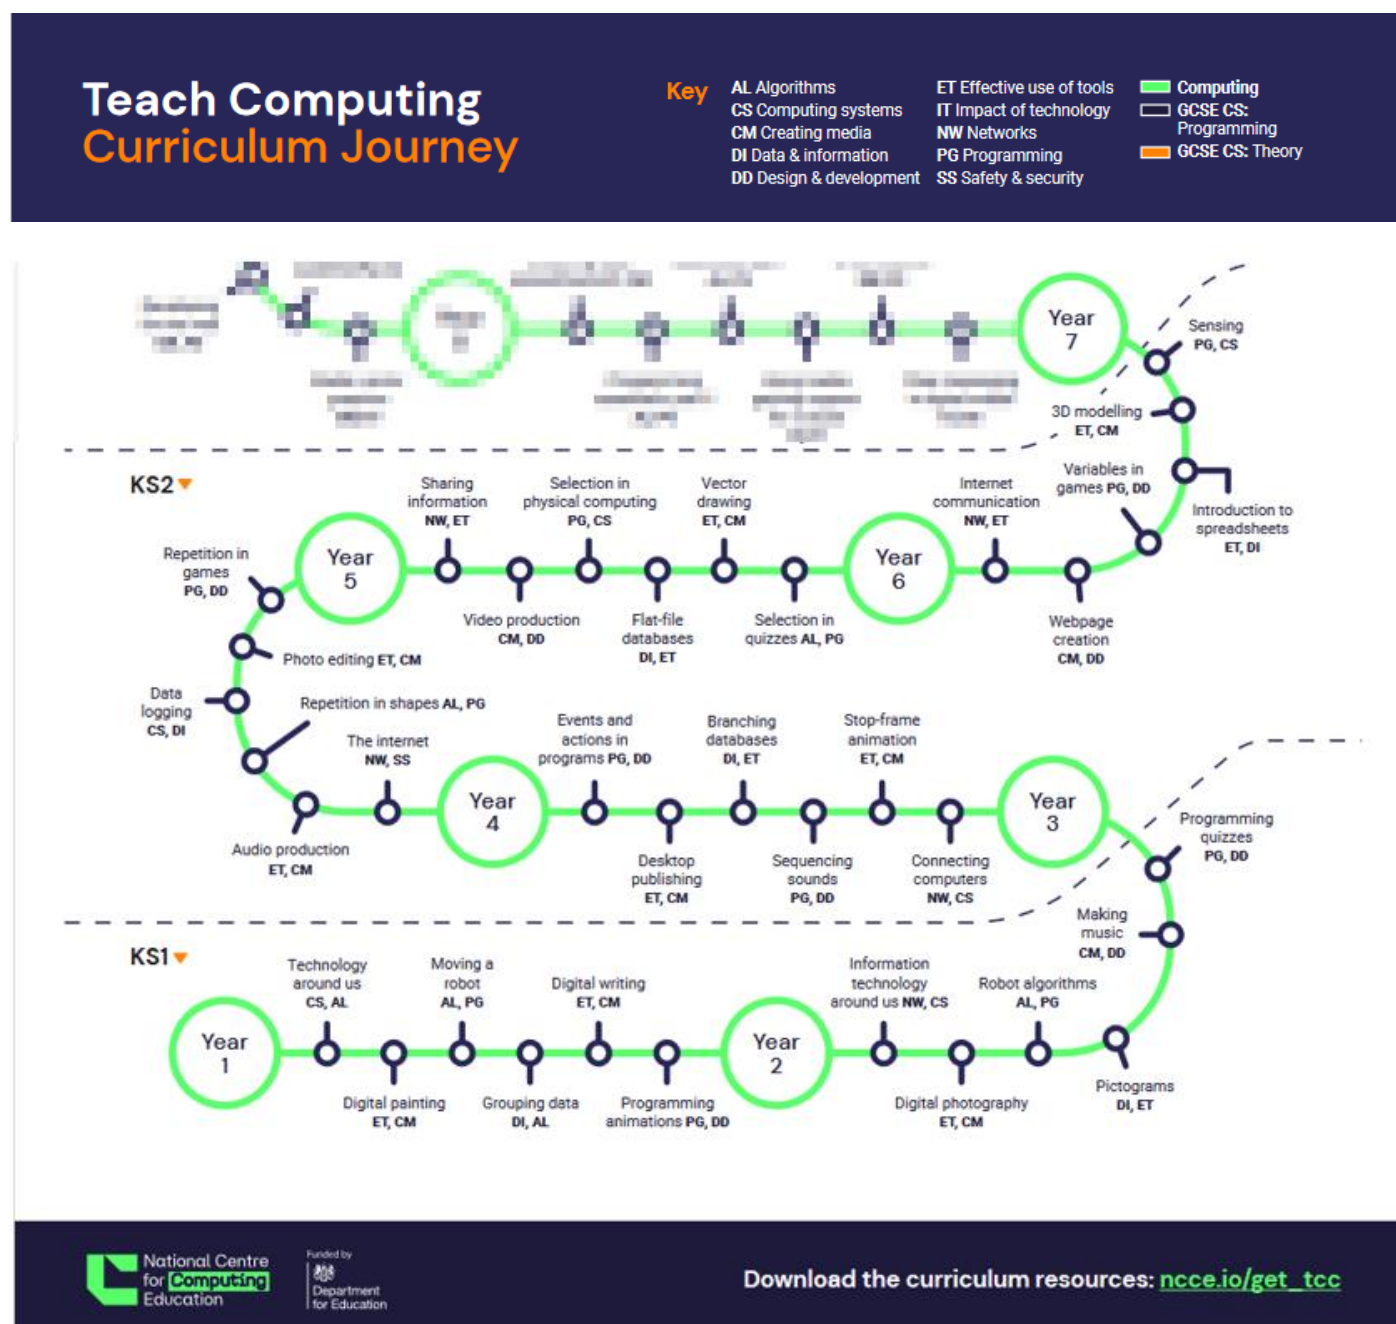 Teach Computing
Curriculum Journey
Key
AL Algorithms
CS Computing systems
CM Creating media
DI Data & information
DD Design & development
ET Effective use of tools
IT Impact of technology
NW Networks
PG Programming
SS Safety & security
Computing
GCSE CS:
Programming
GCSE CS: Theory
Year
7
Sensing
PG, CS
3D modelling
ET, CM
Variables in
games PG, DD
Introduction to
spreadsheets
ET, DI
KS2
Sharing
information
NW, ET
Selection in
physical computing
PG, CS
Vector
drawing
ET, CM
Internet
communication
NW, ET
Repetition in
games
PG, DD
Year
5
Year
6
Video production
CM, DD
Flat-file
databases
DI, ET
Selection in
quizzes AL, PG
Webpage
creation
CM, DD
Photo editing ET, CM
Data
logging
CS, DI
Repetition in shapes AL, PG
The internet
NW, SS
Events and
actions in
programs PG, DD
Branching
databases
DI, ET
Stop-frame
animation
ET, CM
Year
4
Year
3
Audio production
ET, CM
Desktop
publishing
ET, CM
Sequencing
sounds
PG, DD
Connecting
computers
NW, CS
Programming
quizzes
PG, DD
Making
music
CM, DD
KS1
Technology
around us
CS, AL
Moving a
robot
AL, PG
Digital writing
ET, CM
Information
technology
around us NW, CS
Robot algorithms
AL, PG
Year
1
Year
2
Digital painting
ET, CM
Grouping data
DI, AL
Programming
animations PG, DD
Digital photography
ET, CM
Pictograms
DI, ET
National Centre
for Computing
Education
Funded by
Department
for Education
Download the curriculum resources: ncce.io/get_tcc